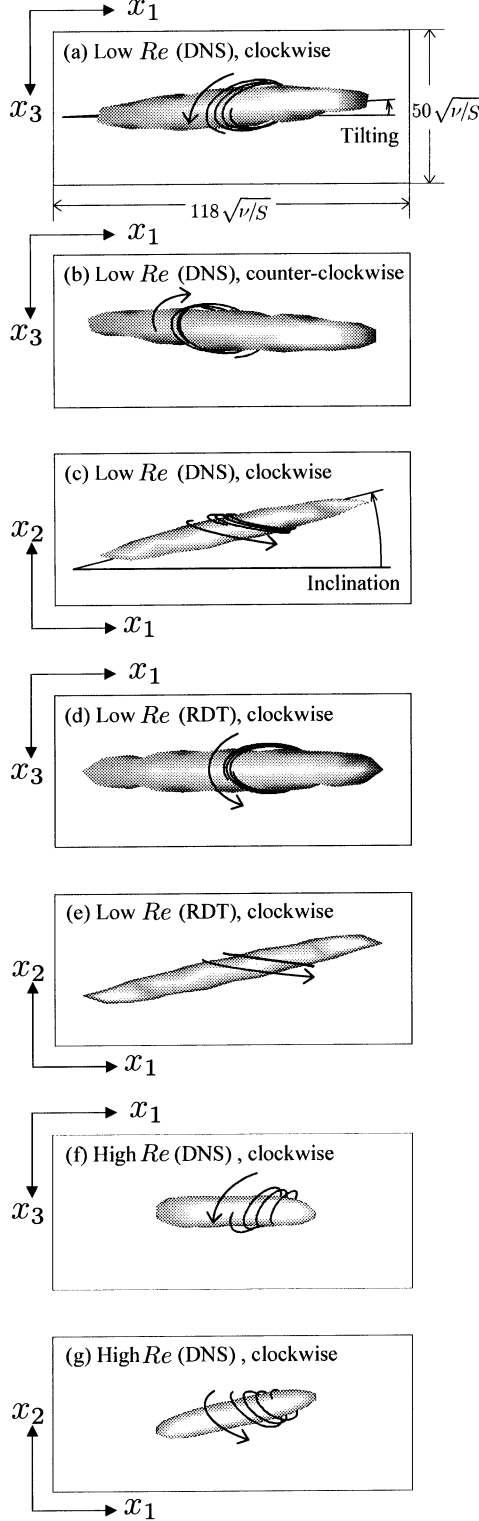 x1
(a) Low Re (DNS), clockwise
x3
50√ν/S
Tilting
118√ν/S
x1
(b) Low Re (DNS), counter-clockwise
x3
(c) Low Re (DNS), clockwise
x2
Inclination
x1
x1
(d) Low Re (RDT), clockwise
x3
(e) Low Re (RDT), clockwise
x2
x1
x1
(f) High Re (DNS) , clockwise
x3
(g) High Re (DNS) , clockwise
x2
x1